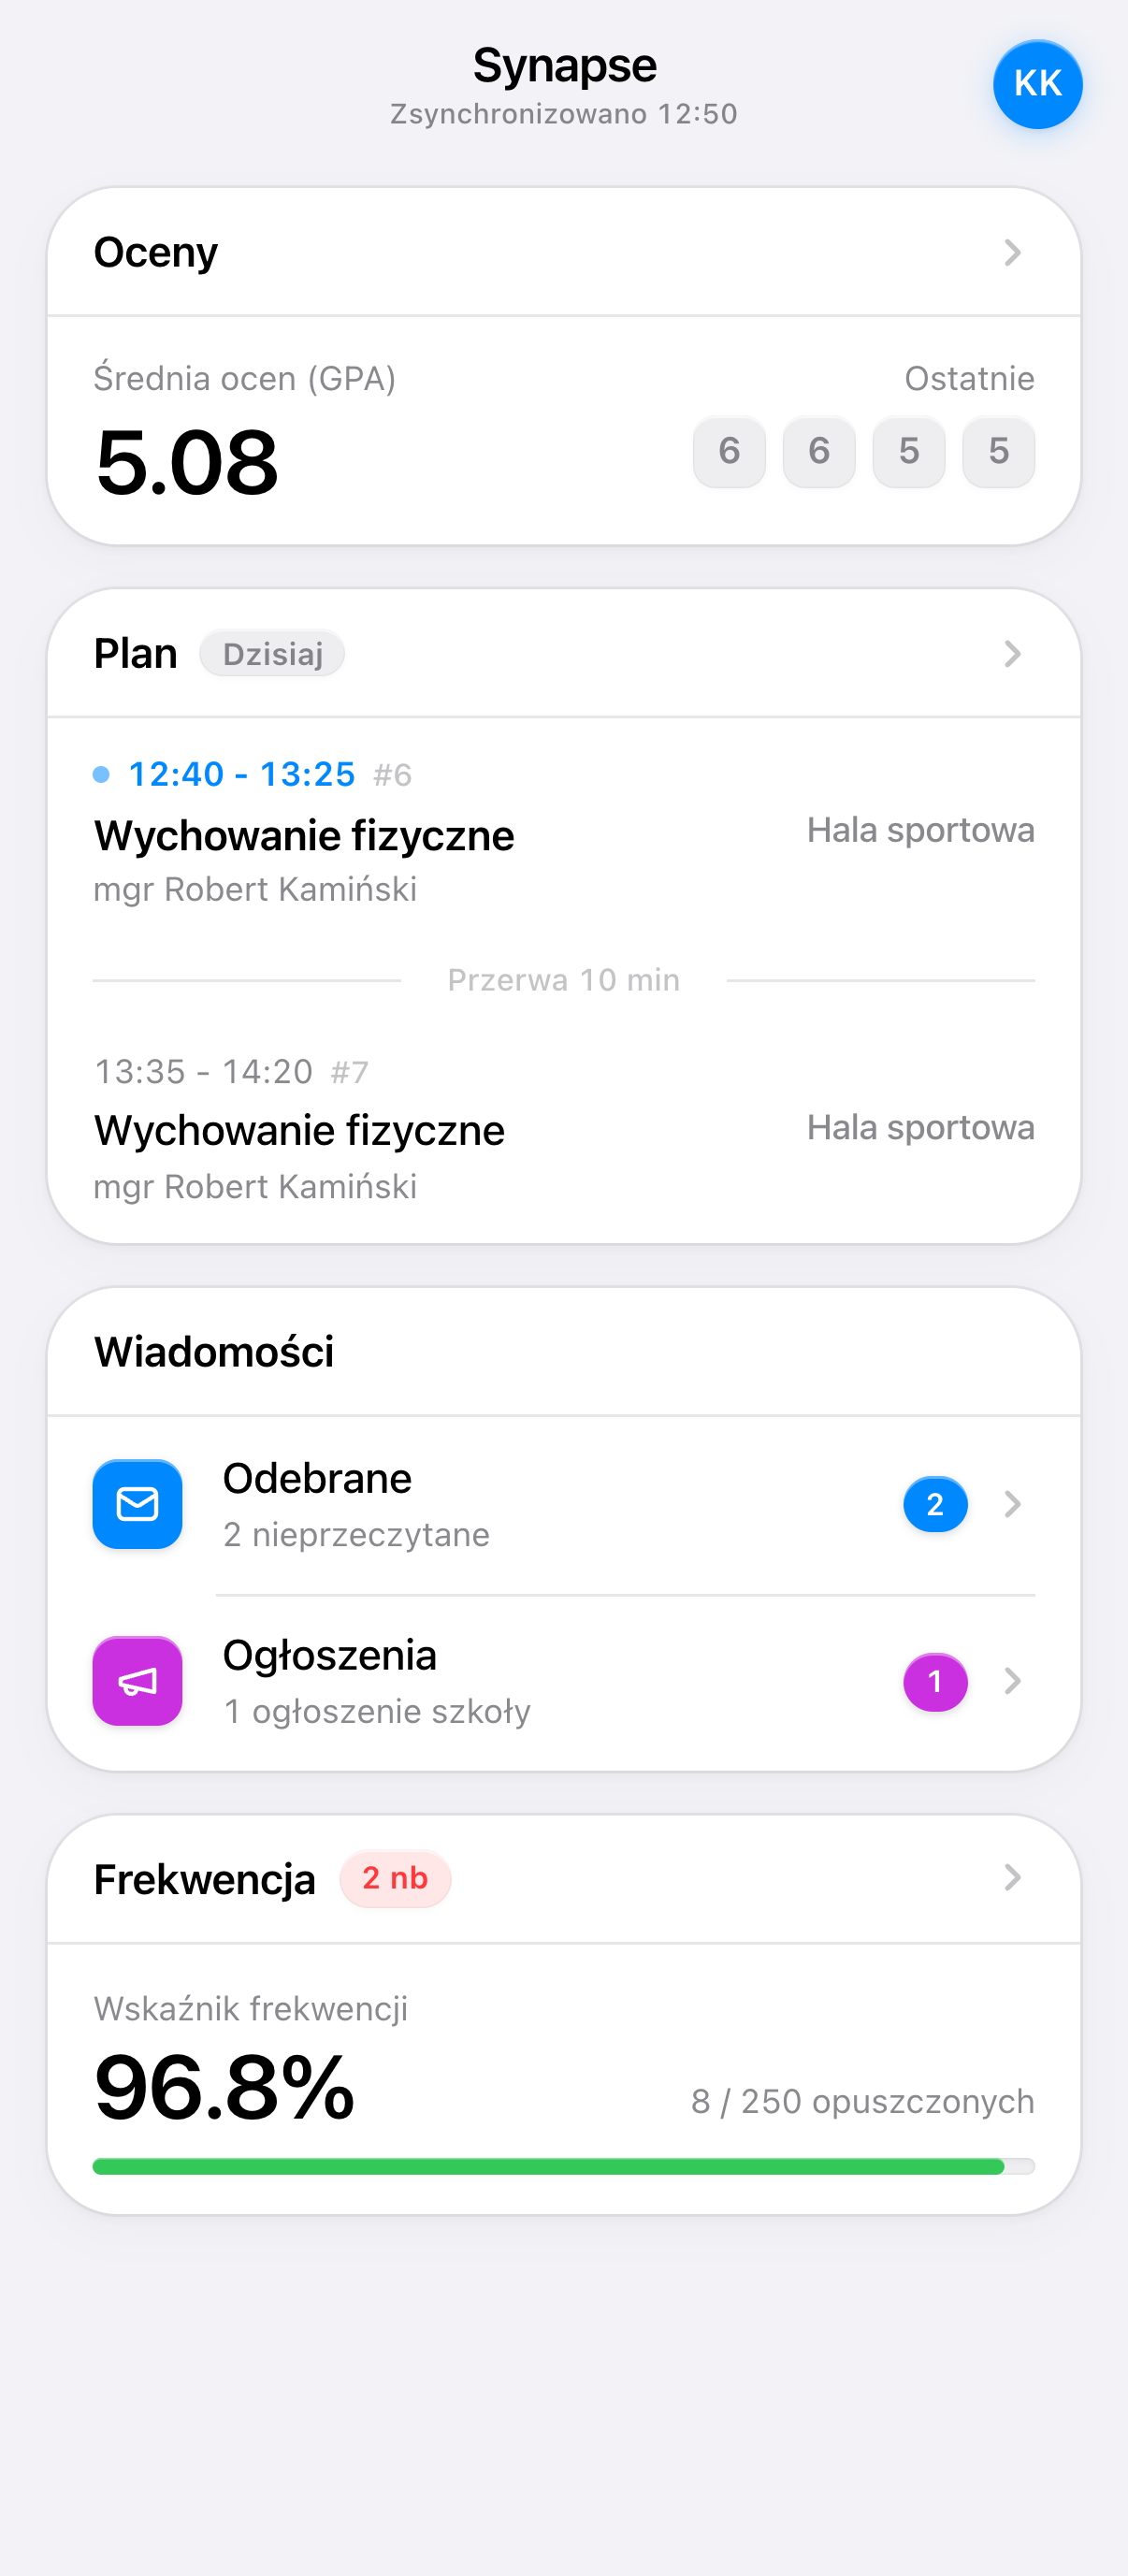 Synapse
Zsynchronizowano 12:50
KK
Oceny
Średnia ocen (GPA)
Ostatnie
5.08
6 6 5 5
Plan Dzisiaj
12:40 - 13:25 #6
Wychowanie fizyczne
Hala sportowa
mgr Robert Kamiński
Przerwa 10 min
13:35 - 14:20 #7
Wychowanie fizyczne
Hala sportowa
mgr Robert Kamiński
Wiadomości
Odebrane
2 nieprzeczytane
2
Ogłoszenia
1 ogłoszenie szkoły
1
Frekwencja 2 nb
Wskaźnik frekwencji
96.8%
8 / 250 opuszczonych